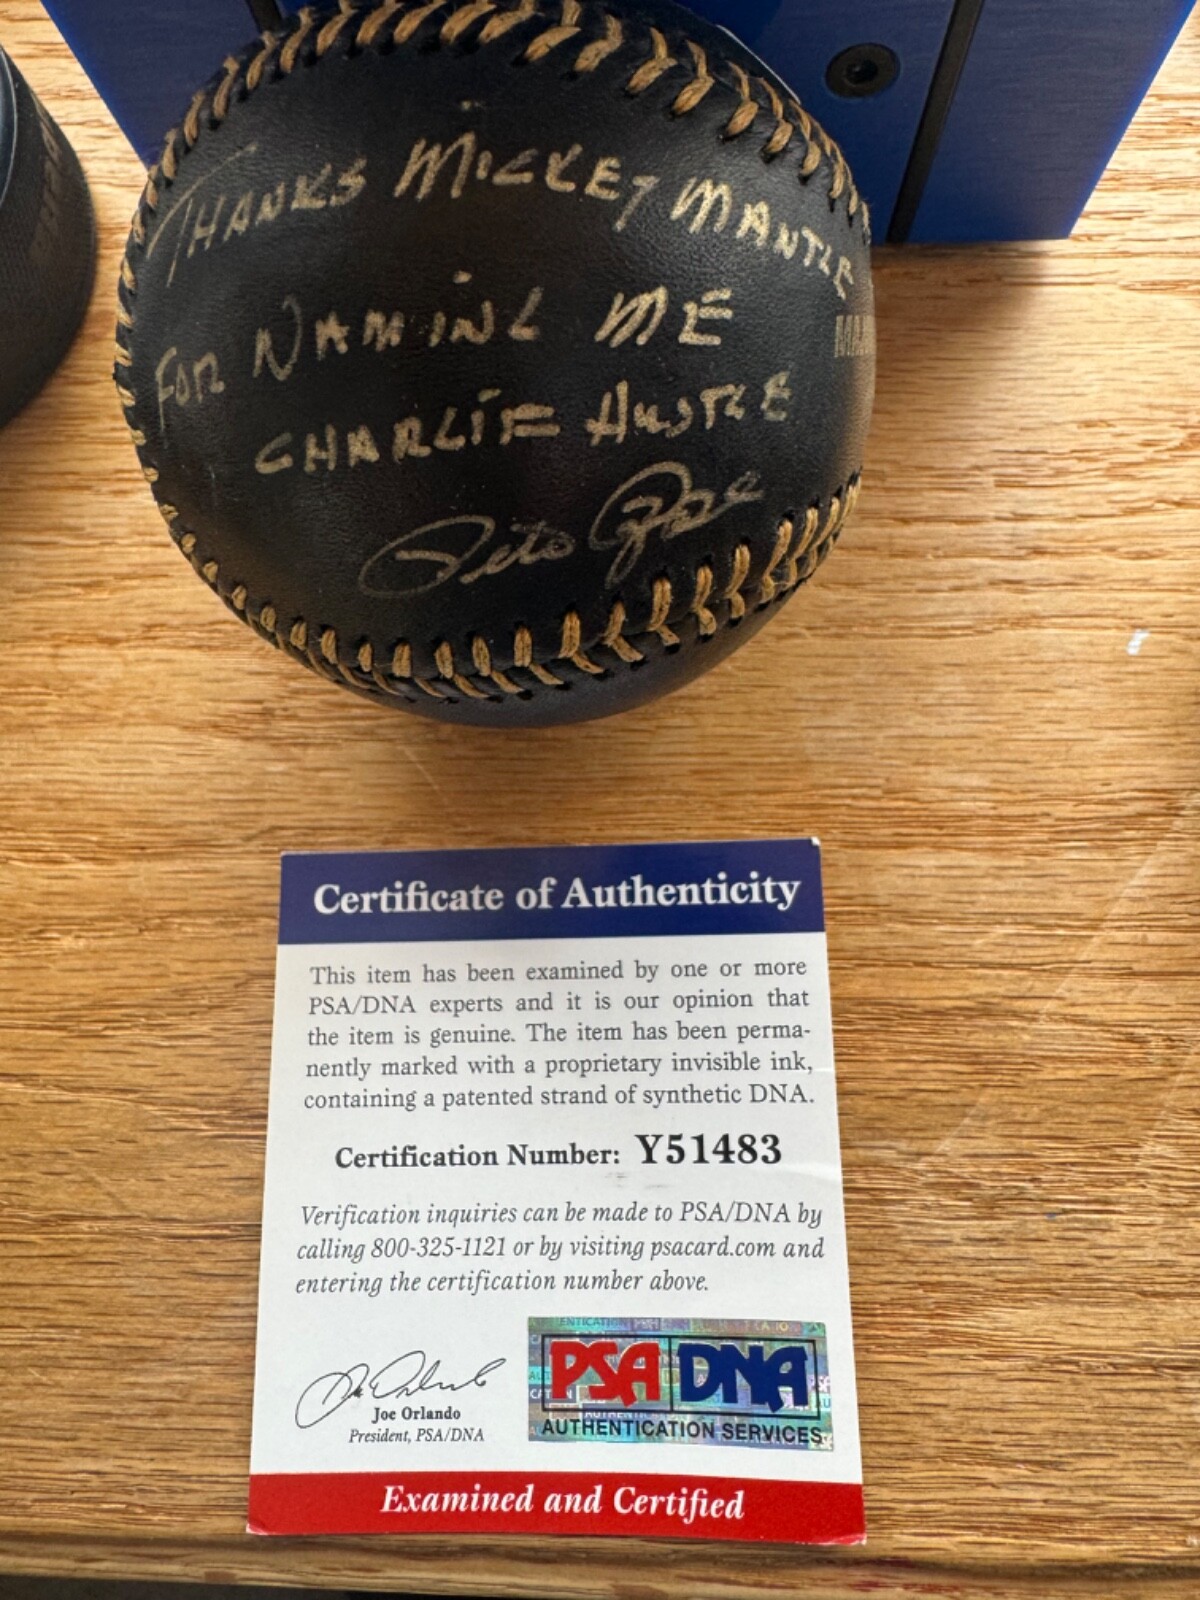 THANKS MICKEY MANTLE
FOR NAMING ME
CHARLIE HUSTLE
Pete Rose
Certificate of Authenticity
This item has been examined by one or more
PSA/DNA experts and it is our opinion that
the item is genuine. The item has been perma-
nently marked with a proprietary invisible ink,
containing a patented strand of synthetic DNA.
Certification Number: Y51483
Verification inquiries can be made to PSA/DNA by
calling 800-325-1121 or by visiting psacard.com and
entering the certification number above.
Joe Orlando
President, PSA/DNA
PSA DNA
AUTHENTICATION SERVICES
Examined and Certified